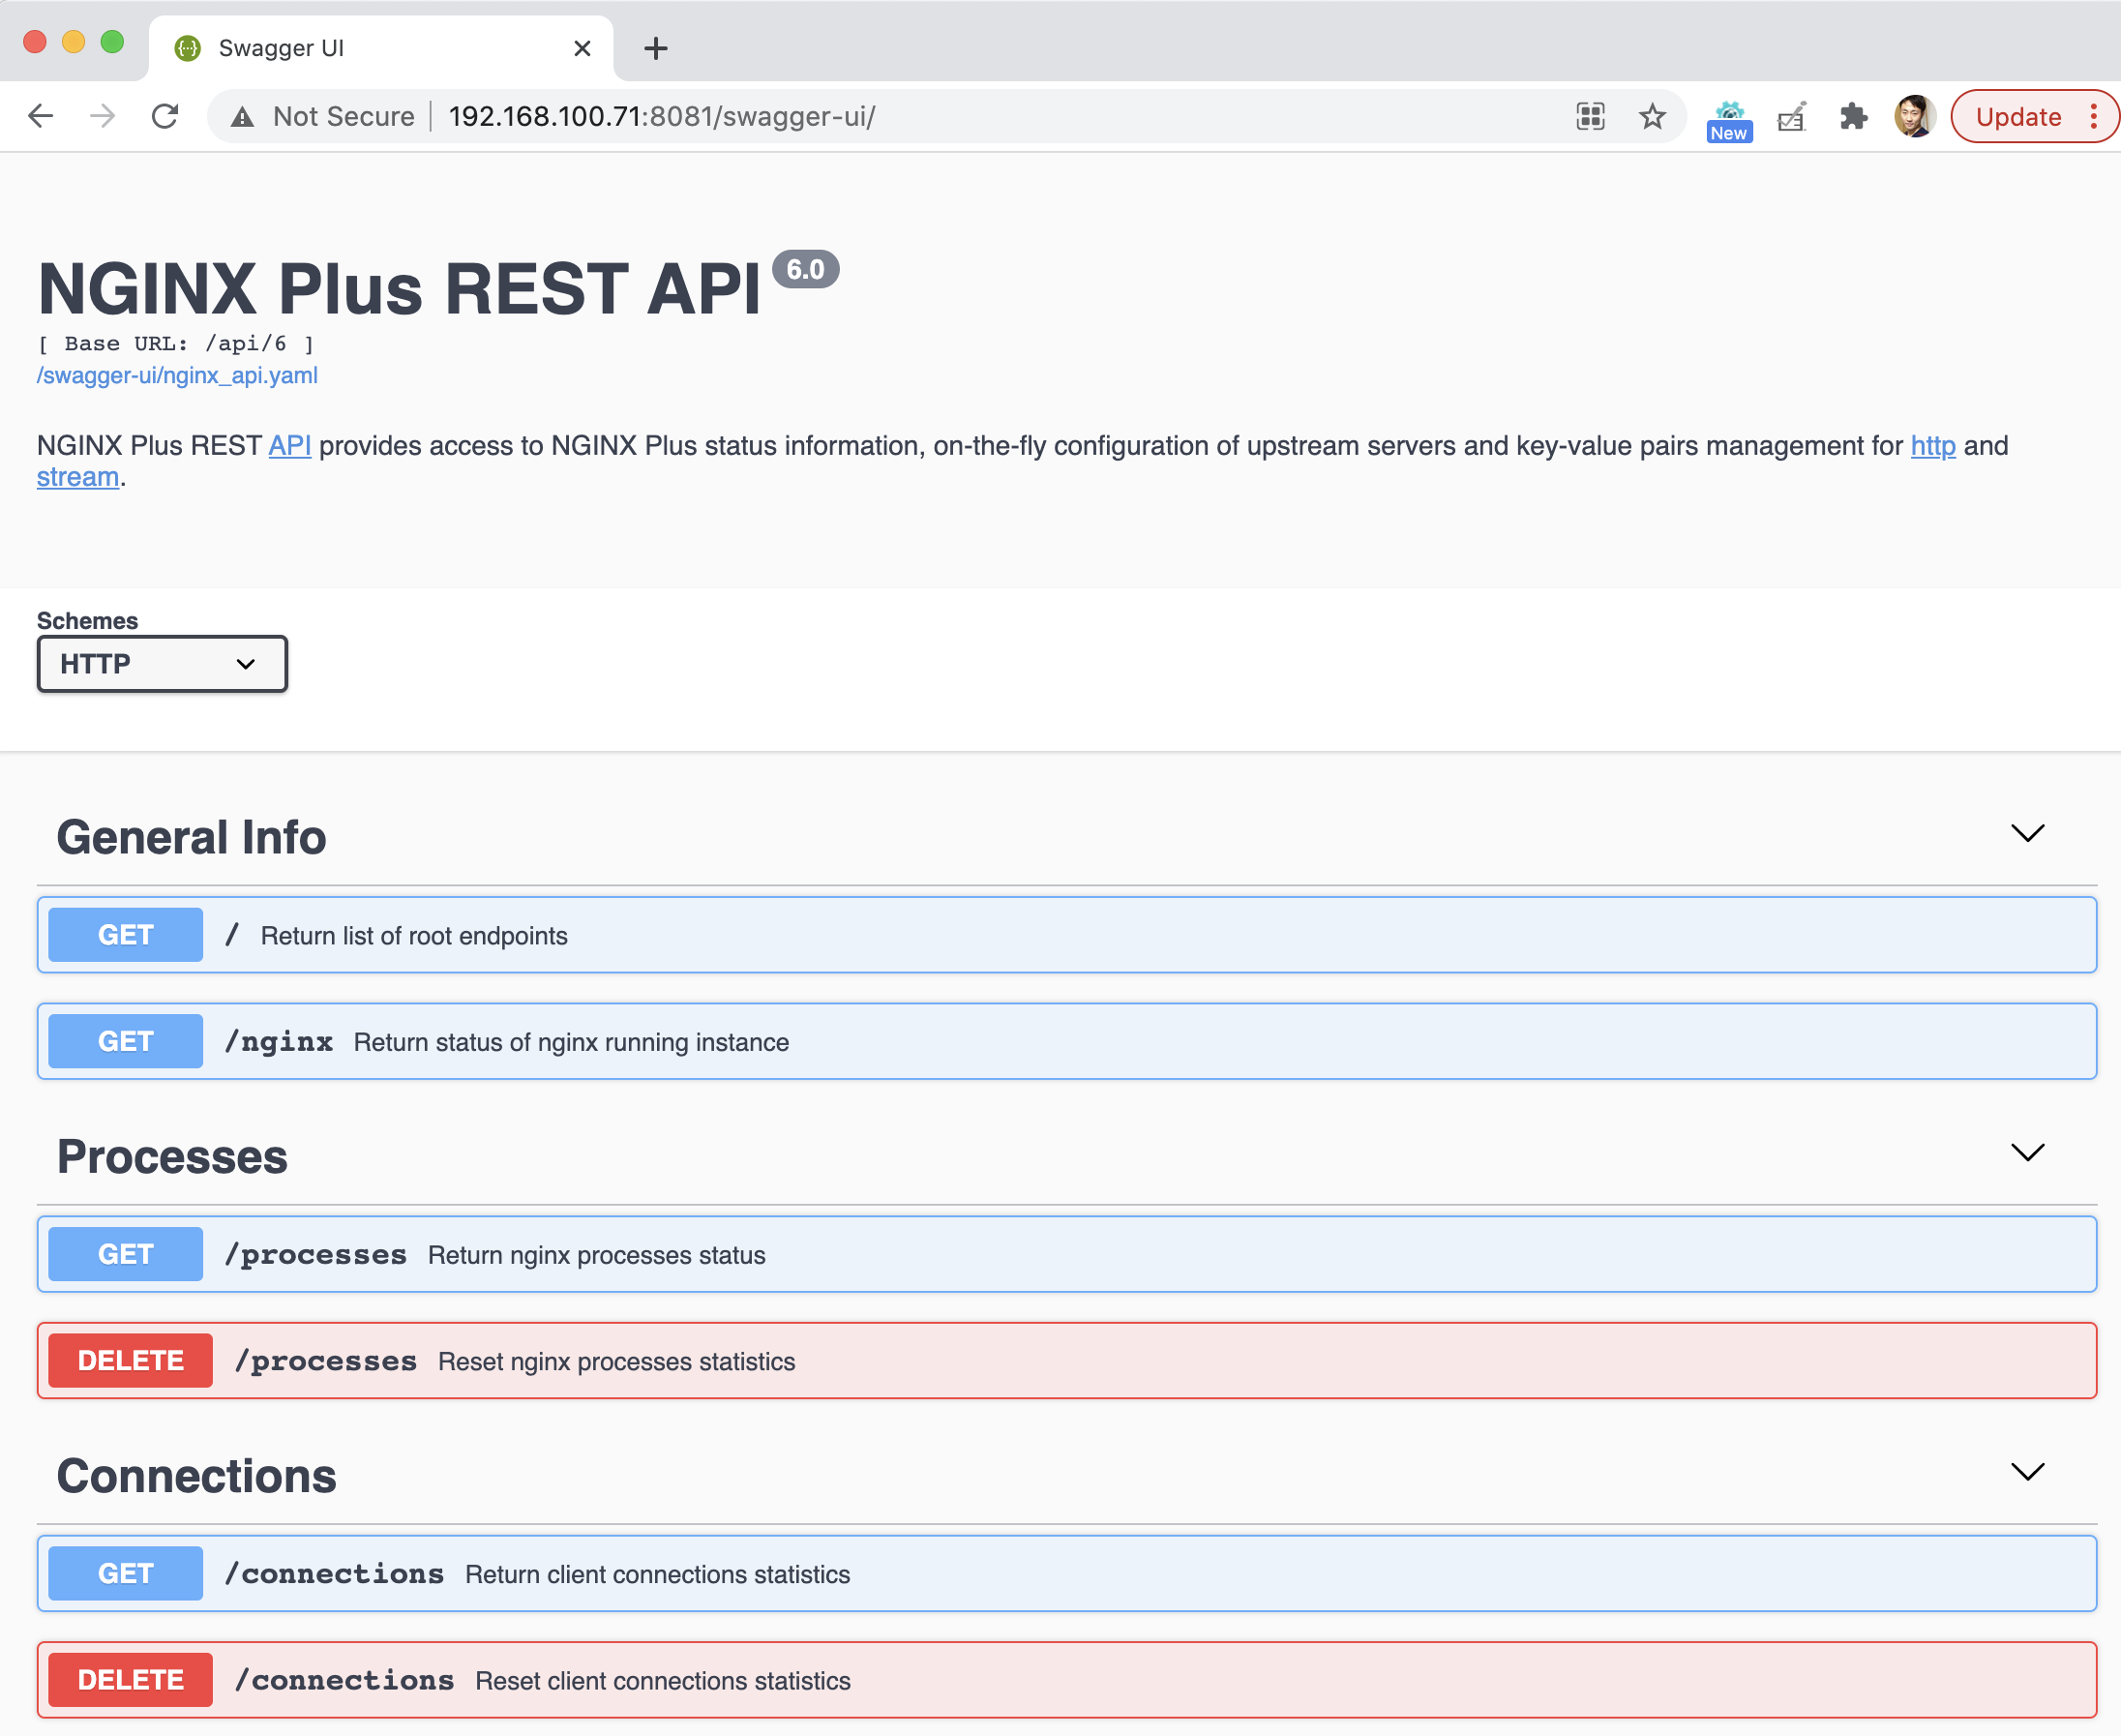 Swagger UI
Not Secure 192.168.100.71:8081/swagger-ui/
New
Update
NGINX Plus REST API 6.0
[ Base URL: /api/6 ]
/swagger-ui/nginx_api.yaml
NGINX Plus REST API provides access to NGINX Plus status information, on-the-fly configuration of upstream servers and key-value pairs management for http and
stream.
Schemes
HTTP
General Info
GET / Return list of root endpoints
GET /nginx Return status of nginx running instance
Processes
GET /processes Return nginx processes status
DELETE /processes Reset nginx processes statistics
Connections
GET /connections Return client connections statistics
DELETE /connections Reset client connections statistics